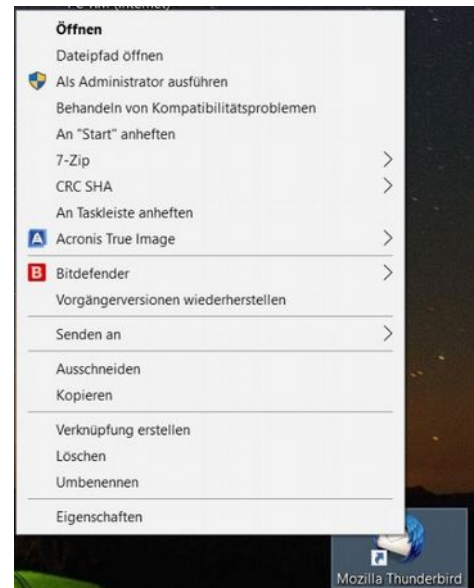 Öffnen
Dateipfad öffnen
Als Administrator ausführen
Behandeln von Kompatibilitätsproblemen
An "Start" anheften
7-Zip
CRC SHA
An Taskleiste anheften
Acronis True Image
Bitdefender
Vorgängerversionen wiederherstellen
Senden an
Ausschneiden
Kopieren
Verknüpfung erstellen
Löschen
Umbenennen
Eigenschaften
Mozilla Thunderbird